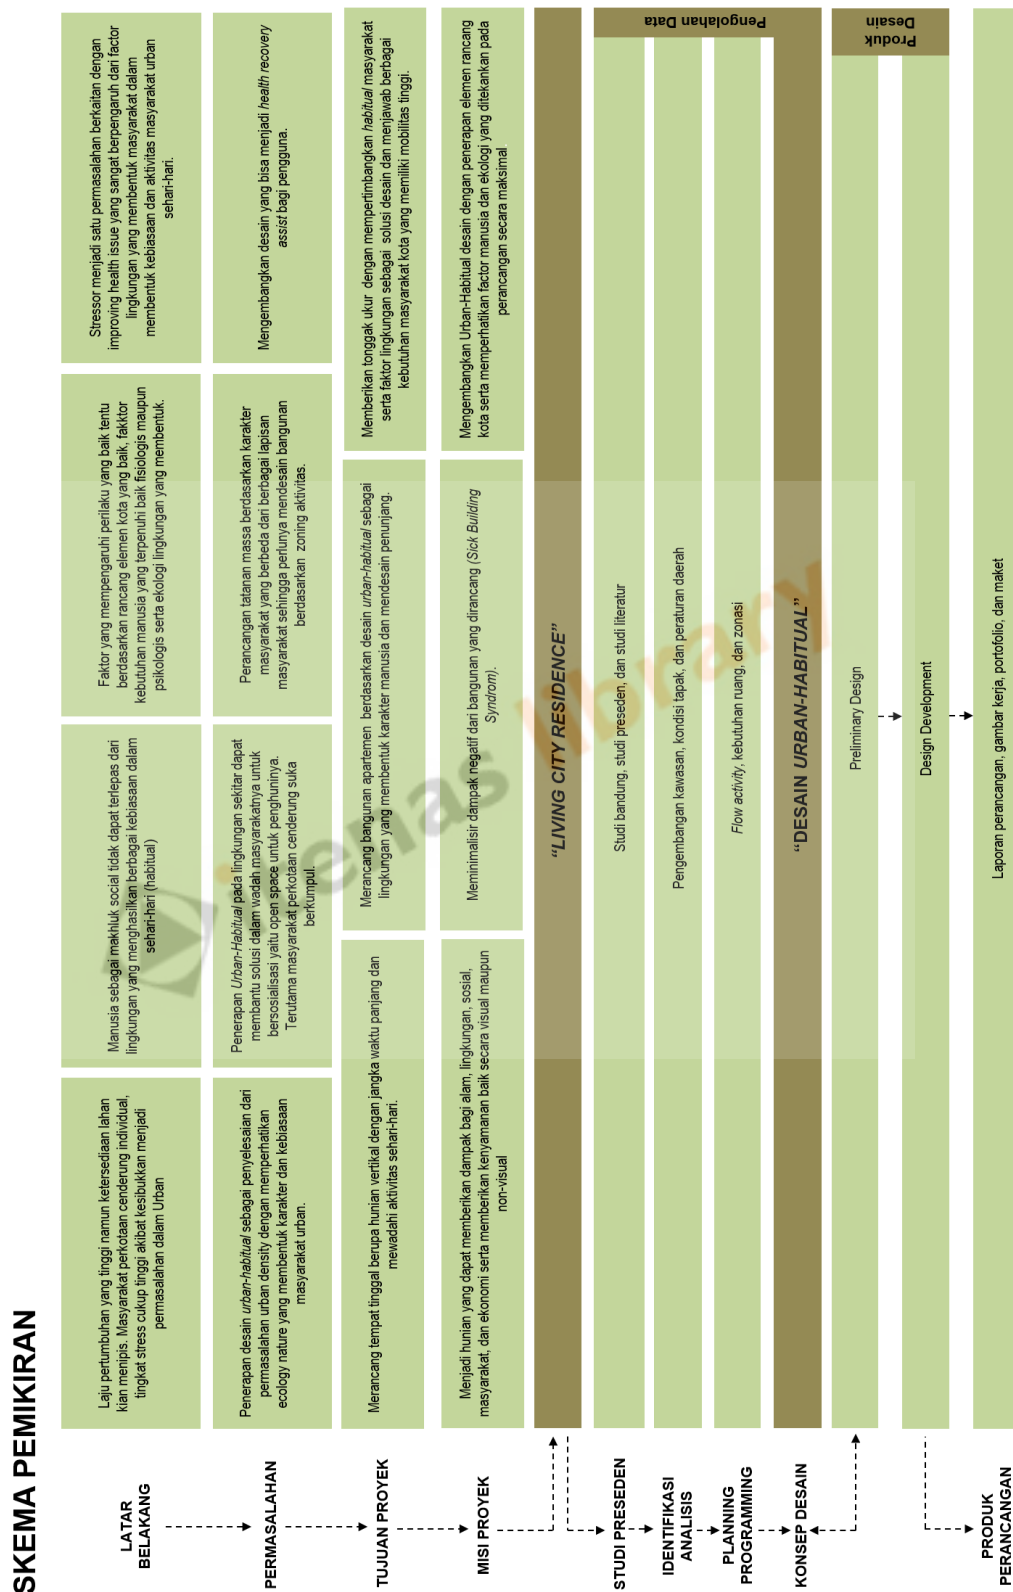 SKEMA PEMIKIRAN
LATAR
BELAKANG
Laju pertumbuhan yang tinggi namun ketersediaan lahan
kian menipis. Masyarakat perkotaan cenderung individual,
tingkat stress cukup tinggi akibat kesibukkan menjadi
permasalahan dalam Urban
Manusia sebagai makhluk social tidak dapat terlepas dari
lingkungan yang menghasilkan berbagai kebiasaan dalam
sehari-hari (habitual)
Faktor yang mempengaruhi perilaku yang baik tentu
berdasarkan rancang elemen kota yang baik, fakktor
kebutuhan manusia yang terpenuhi baik fisiologis maupun
psikologis serta ekologi lingkungan yang membentuk.
Stressor menjadi satu permasalahan berkaitan dengan
improving health issue yang sangat berpengaruh dari factor
lingkungan yang membentuk masyarakat dalam
membentuk kebiasaan dan aktivitas masyarakat urban
sehari-hari.
PERMASALAHAN
Penerapan desain urban-habitual sebagai penyelesaian dari
permasalahan urban density dengan memperhatikan
ecology nature yang membentuk karakter dan kebiasaan
masyarakat urban.
Penerapan Urban-Habitual pada lingkungan sekitar dapat
membantu solusi dalam wadah masyarakatnya untuk
bersosialisasi yaitu open space untuk penghuninya.
Terutama masyarakat perkotaan cenderung suka
berkumpul.
Perancangan tatanan massa berdasarkan karakter
masyarakat yang berbeda dari berbagai lapisan
masyarakat sehingga perlunya mendesain bangunan
berdasarkan zoning aktivitas.
Mengembangkan desain yang bisa menjadi health recovery
assist bagi pengguna.
TUJUAN PROYEK
Merancang tempat tinggal berupa hunian vertikal dengan jangka waktu panjang dan
mewadahi aktivitas sehari-hari.
Merancang bangunan apartemen berdasarkan desain urban-habitual sebagai
lingkungan yang membentuk karakter manusia dan mendesain penunjang.
Memberikan tonggak ukur dengan mempertimbangkan habitual masyarakat
serta faktor lingkungan sebagai solusi desain dan menjawab berbagai
kebutuhan masyarakat kota yang memiliki mobilitas tinggi.
MISI PROYEK
Menjadi hunian yang dapat memberikan dampak bagi alam, lingkungan, sosial,
masyarakat, dan ekonomi serta memberikan kenyamanan baik secara visual maupun
non-visual
Meminimalisir dampak negatif dari bangunan yang dirancang (Sick Building
Syndrom).
Mengembangkan Urban-Habitual desain dengan penerapan elemen rancang
kota serta memperhatikan factor manusia dan ekologi yang ditekankan pada
perancangan secara maksimal
“LIVING CITY RESIDENCE”
STUDI PRESEDEN
Studi bandung, studi preseden, dan studi literatur
IDENTIFIKASI
ANALISIS
Pengembangan kawasan, kondisi tapak, dan peraturan daerah
PLANNING
PROGRAMMING
Flow activity, kebutuhan ruang, dan zonasi
Pengolahan Data
KONSEP DESAIN
“DESAIN URBAN-HABITUAL”
Preliminary Design
Design Development
Produk
Desain
PRODUK
PERANCANGAN
Laporan perancangan, gambar kerja, portofolio, dan maket
itenas library